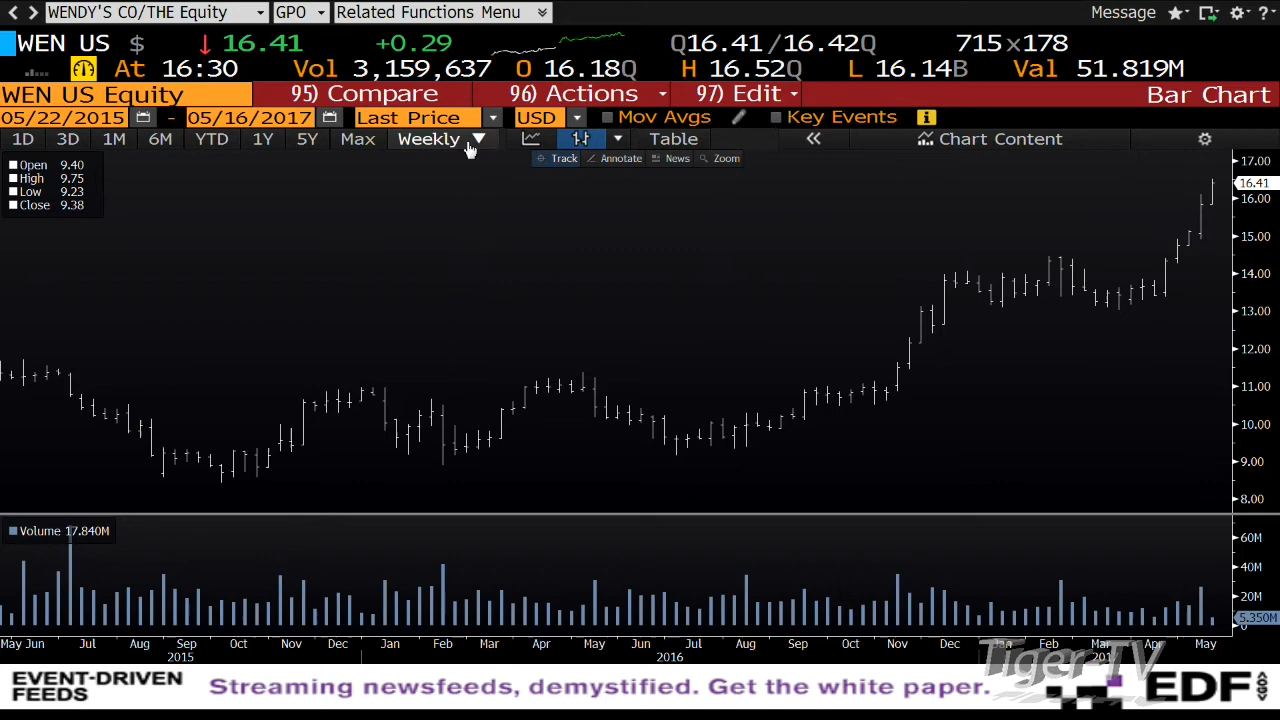 WENDY'S CO/THE Equity GPO Related Functions Menu Message ?
WEN US $ 16.41 +0.29 Q16.41/16.42Q 715x178
At 16:30 Vol 3,159,637 O 16.18Q H 16.52Q L 16.14B Val 51.819M
WEN US Equity 95) Compare 96) Actions 97) Edit Bar Chart
05/22/2015 - 05/16/2017 Last Price USD Mov Avgs Key Events
1D 3D 1M 6M YTD 1Y 5Y Max Weekly Table « Chart Content
Track Annotate News Zoom
Open 9.40
High 9.75
Low 9.23
Close 9.38
17.00
16.41
16.00
15.00
14.00
13.00
12.00
11.00
10.00
9.00
8.00
Volume 17.840M
60M
40M
20M
5.350M
0
May Jun Jul Aug Sep Oct Nov Dec Jan Feb Mar Apr May Jun Jul Aug Sep Oct Nov Dec Jan Feb Mar Apr May
2015 2016
TigerTV
EVENT-DRIVEN
FEEDS
Streaming newsfeeds, demystified. Get the white paper.
EDF